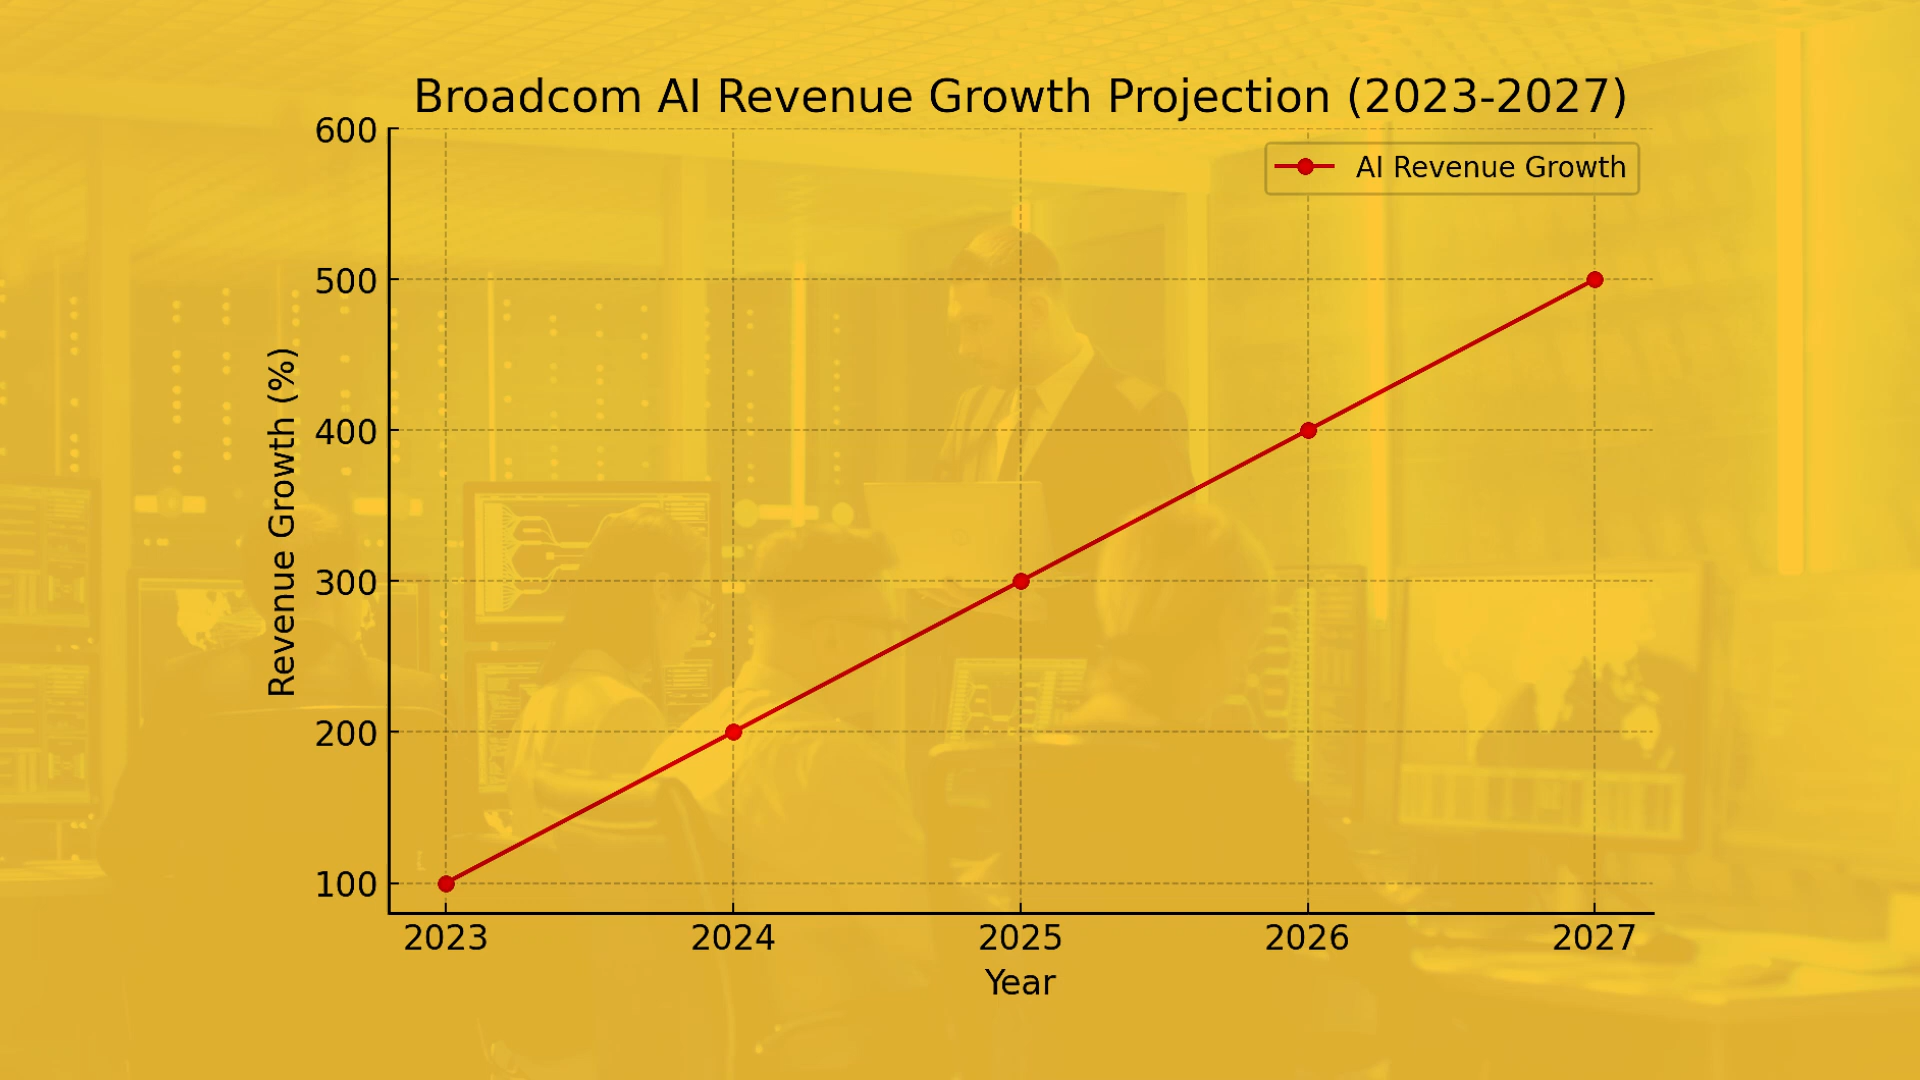 Broadcom AI Revenue Growth Projection (2023-2027)
AI Revenue Growth
Revenue Growth (%)
600
500
400
300
200
100
2023 2024 2025 2026 2027
Year